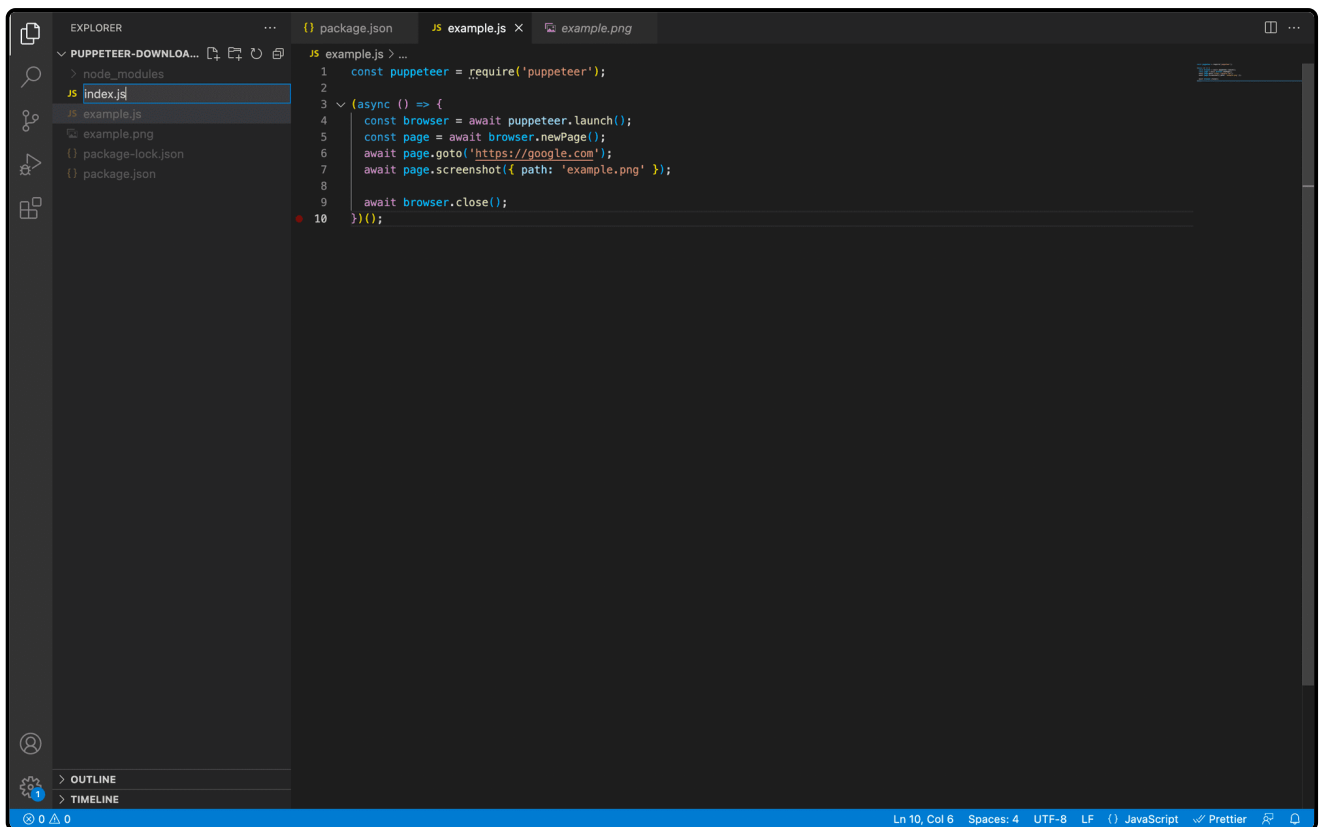 EXPLORER
PUPPETEER-DOWNLOA...
node_modules
JS index.js
JS example.js
example.png
{} package-lock.json
{} package.json
OUTLINE
TIMELINE
{} package.json
JS example.js
example.png
JS example.js > ...
1 const puppeteer = require('puppeteer');
2
3 (async () => {
4 const browser = await puppeteer.launch();
5 const page = await browser.newPage();
6 await page.goto('https://google.com');
7 await page.screenshot({ path: 'example.png' });
8
9 await browser.close();
10 })();
1
0 0
Ln 10, Col 6 Spaces: 4 UTF-8 LF {} JavaScript Prettier